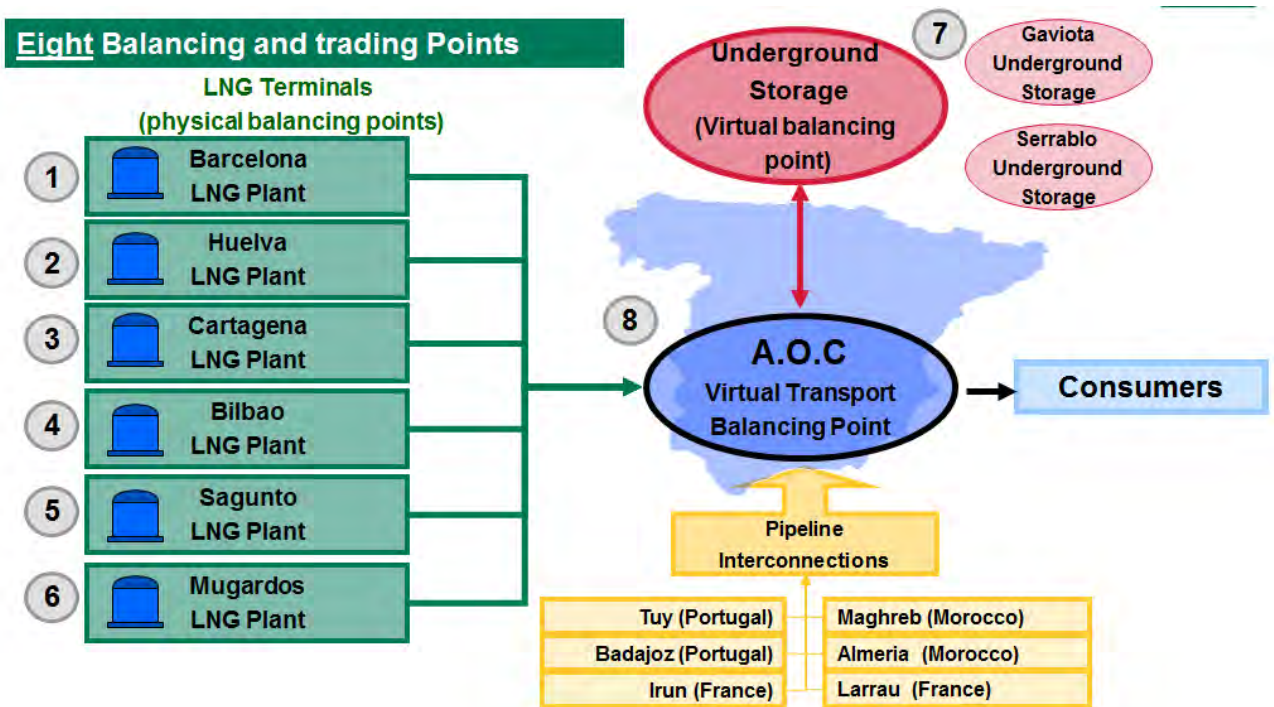 Eight Balancing and trading Points
LNG Terminals
(physical balancing points)
1
Barcelona
LNG Plant
2
Huelva
LNG Plant
3
Cartagena
LNG Plant
4
Bilbao
LNG Plant
5
Sagunto
LNG Plant
6
Mugardos
LNG Plant
Underground
Storage
(Virtual balancing
point)
7
Gaviota
Underground
Storage
Serrablo
Underground
Storage
8
A.O.C
Virtual Transport
Balancing Point
Consumers
Pipeline
Interconnections
Tuy (Portugal)
Maghreb (Morocco)
Badajoz (Portugal)
Almeria (Morocco)
Irun (France)
Larrau (France)